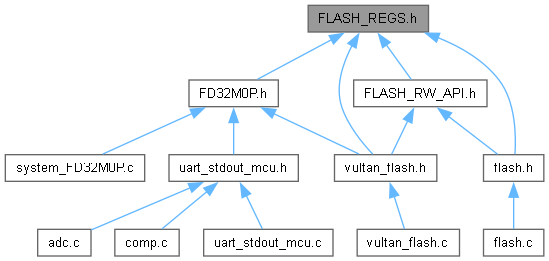 FLASH_REGS.h
FD32M0P.h
FLASH_RW_API.h
system_FD32M0P.c
uart_stdout_mcu.h
vultan_flash.h
flash.h
adc.c
comp.c
uart_stdout_mcu.c
vultan_flash.c
flash.c